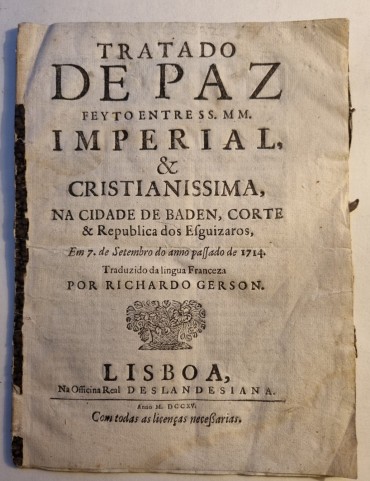 TRATADO
DE PAZ
FEYTO ENTRE SS. MM.
IMPERIAL,
&
CRISTIANISSIMA,
NA CIDADE DE BADEN, CORTE
& Republica dos Esguizaros,
Em 7. de Setembro do anno passado de 1714.
Traduzido da lingua Franceza
POR RICHARDO GERSON.
LISBOA,
Na Officina Real DESLANDESIANA.
Anno M. DCCXV.
Com todas as licenças necessarias.